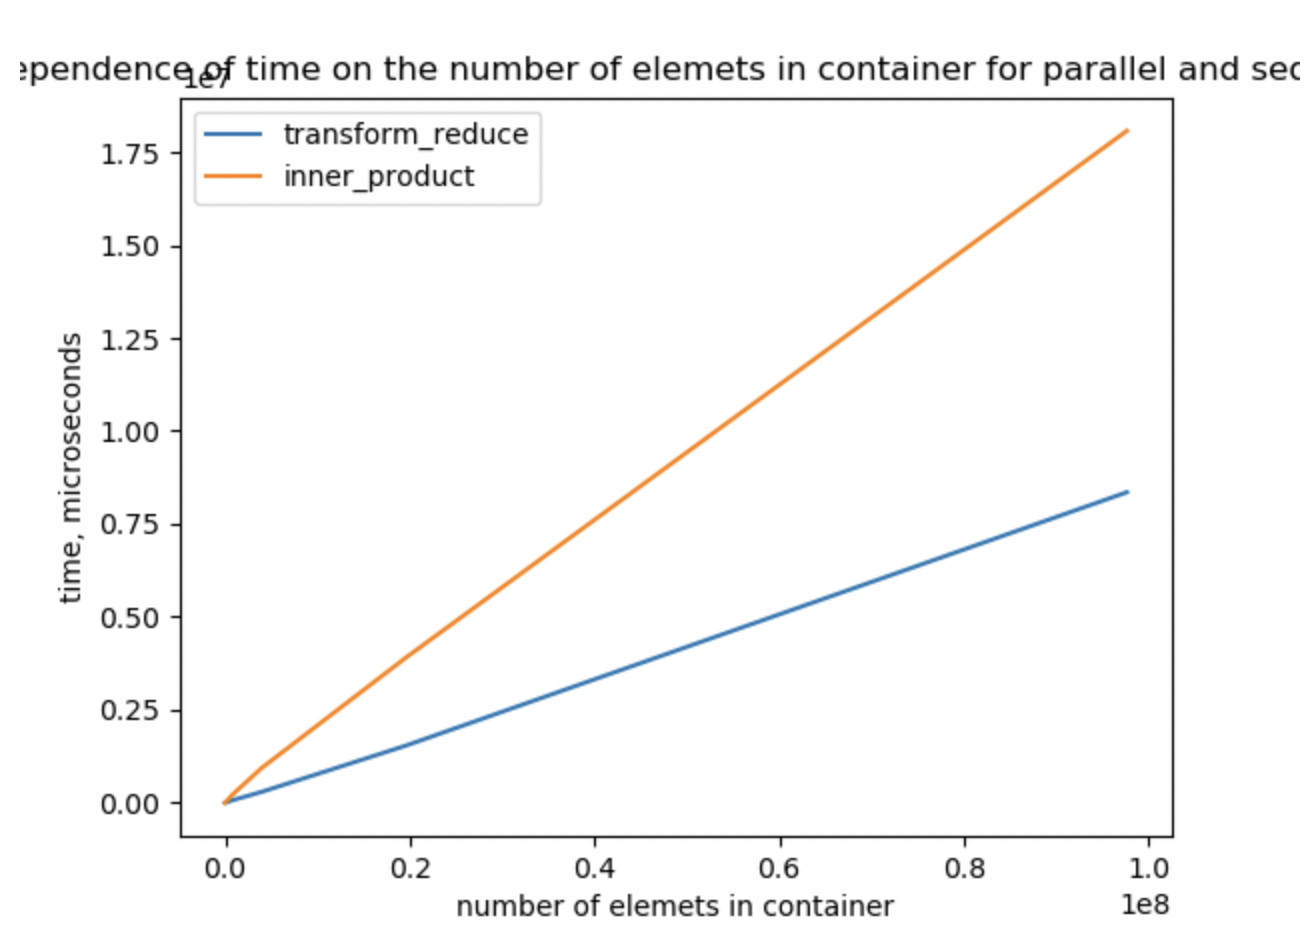 ependence of time on the number of elemets in container for parallel and sec
1e7
transform_reduce
inner_product
1.75
1.50
1.25
1.00
0.75
0.50
0.25
0.00
time, microseconds
0.0 0.2 0.4 0.6 0.8 1.0
number of elemets in container
1e8